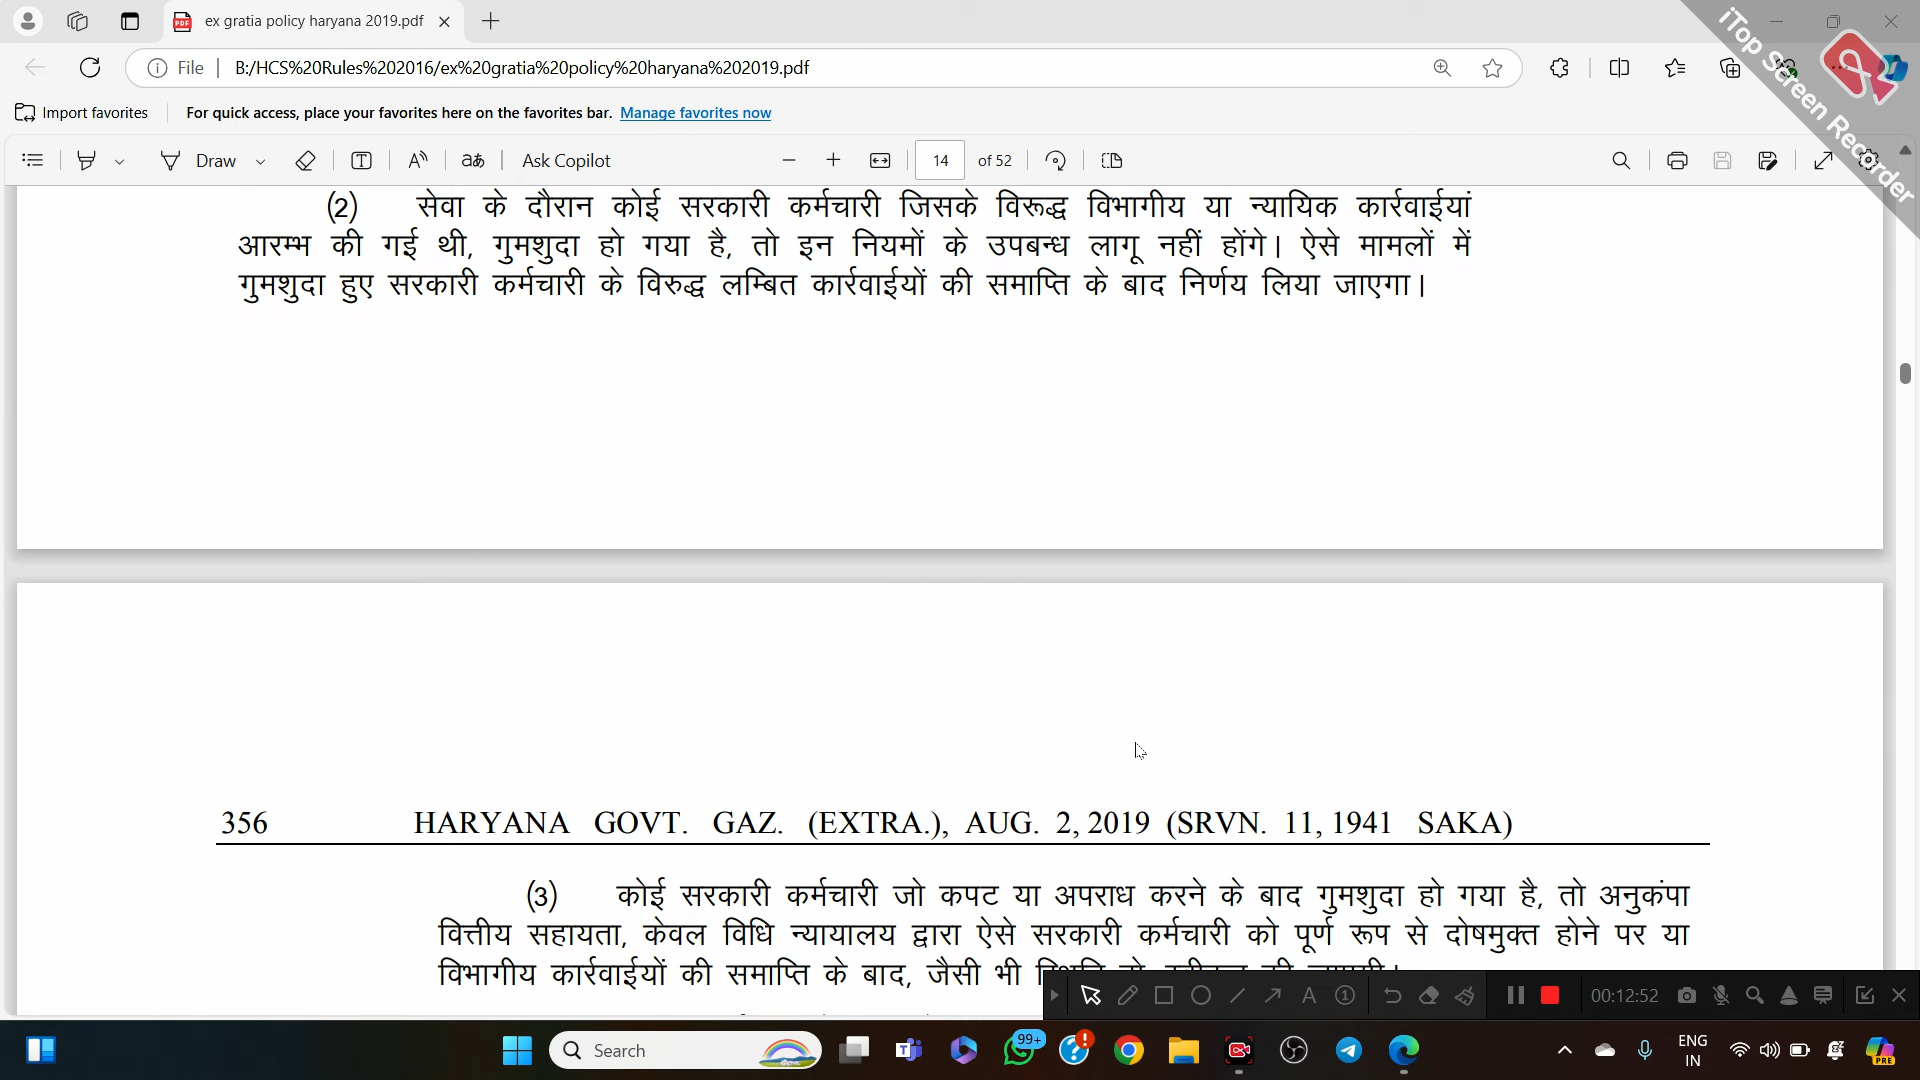 ex gratia policy haryana 2019.pdf
File
B:/HCS%20Rules%202016/ex%20gratia%20policy%20haryana%202019.pdf
iTop Screen Recorder
Import favorites
For quick access, place your favorites here on the favorites bar. Manage favorites now
Draw
aあ
Ask Copilot
14 of 52
(2) सेवा के दौरान कोई सरकारी कर्मचारी जिसके विरूद्ध विभागीय या न्यायिक कार्रवाईयां
आरम्भ की गई थी, गुमशुदा हो गया है, तो इन नियमों के उपबन्ध लागू नहीं होंगे। ऐसे मामलों में
गुमशुदा हुए सरकारी कर्मचारी के विरुद्ध लम्बित कार्रवाईयों की समाप्ति के बाद निर्णय लिया जाएगा।
356 HARYANA GOVT. GAZ. (EXTRA.), AUG. 2, 2019 (SRVN. 11, 1941 SAKA)
(3) कोई सरकारी कर्मचारी जो कपट या अपराध करने के बाद गुमशुदा हो गया है, तो अनुकंपा
वित्तीय सहायता, केवल विधि न्यायालय द्वारा ऐसे सरकारी कर्मचारी को पूर्ण रूप से दोषमुक्त होने पर या
विभागीय कार्रवाईयों की समाप्ति के बाद, जैसी भी
00:12:52
Search
99+
ENG
IN
PRE